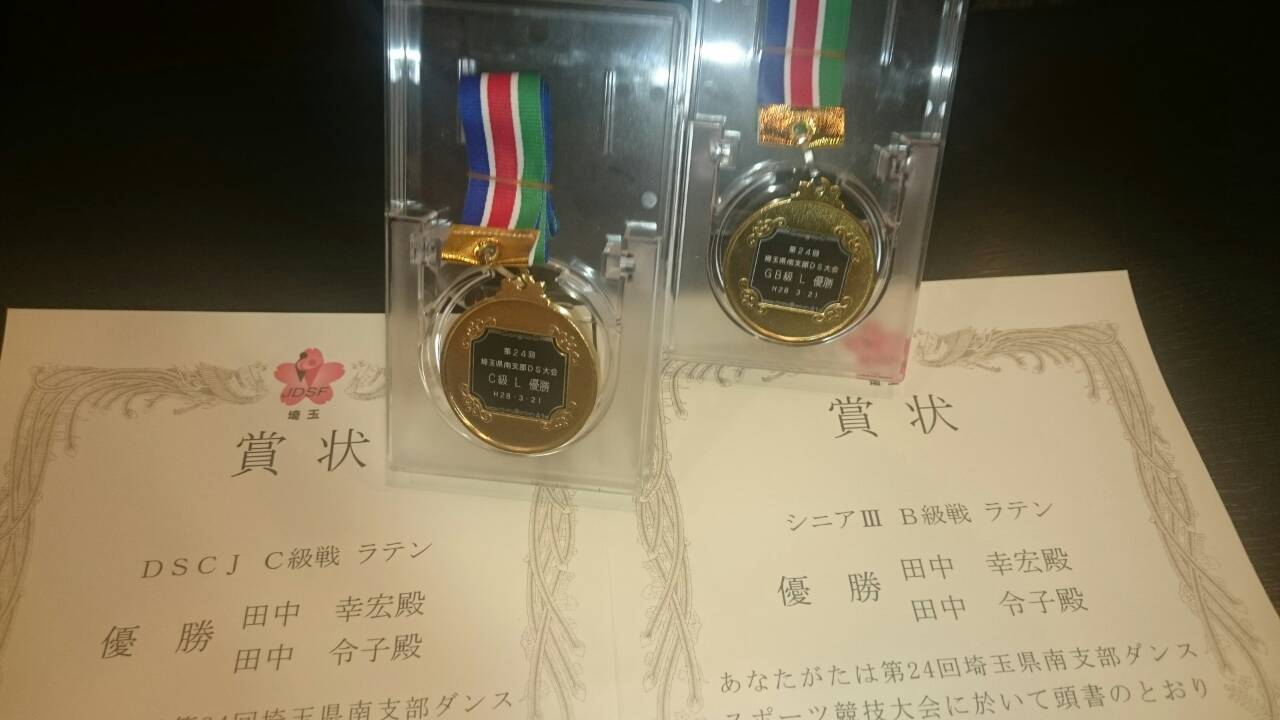 第24回
埼玉県南支部DS大会
C級 L 優勝
H28・3・21
第24回
埼玉県南支部DS大会
GB級 L 優勝
H28・3・21
JDSF
埼玉
賞状
DSCJ C級戦 ラテン
優勝
田中 幸宏殿
田中 令子殿
第24回埼玉県南支部ダンス
賞状
シニアⅢ B級戦 ラテン
優勝
田中 幸宏殿
田中 令子殿
あなたがたは第24回埼玉県南支部ダンス
スポーツ競技大会に於いて頭書のとおり